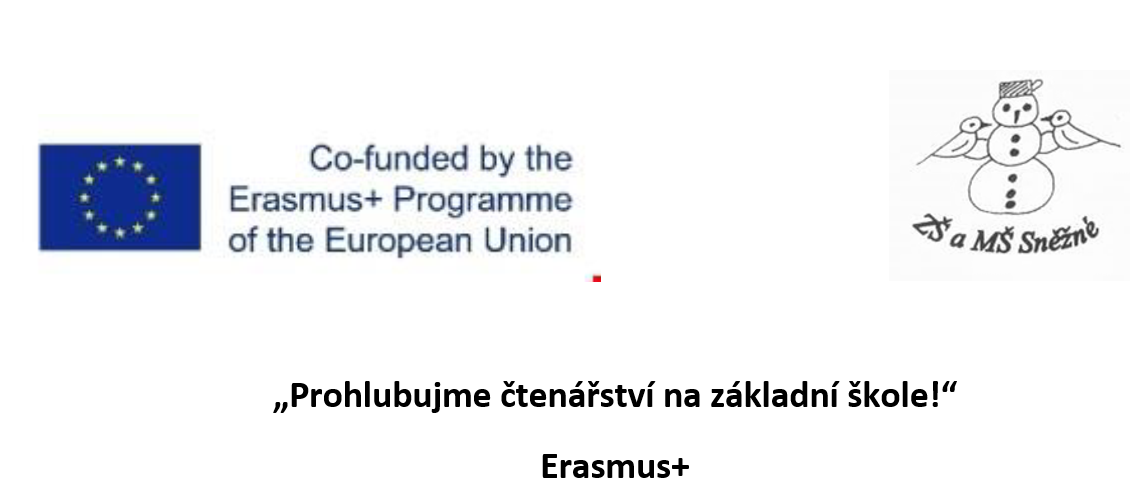 Co-funded by the
Erasmus+ Programme
of the European Union
ZŠ a MŠ Sněžné
„Prohlubujme čtenářství na základní škole!“
Erasmus+